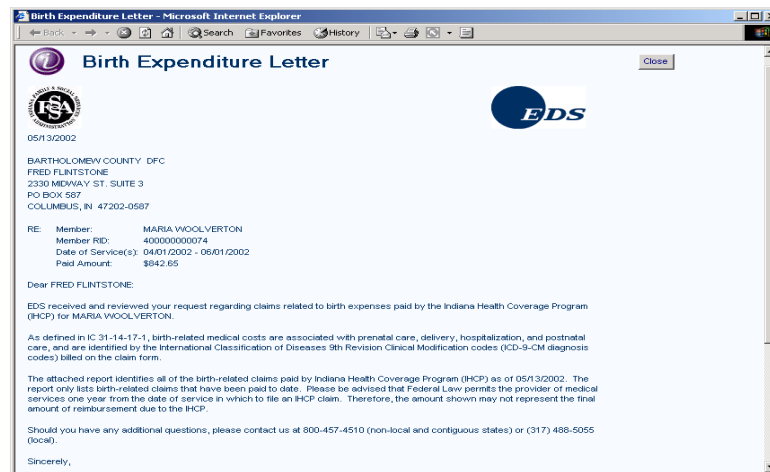 Birth Expenditure Letter - Microsoft Internet Explorer
Back Search Favorites History
Birth Expenditure Letter Close
INDIANA FAMILY & SOCIAL SERVICES ADMINISTRATION
FSSA
EDS
05/13/2002
BARTHOLOMEW COUNTY DFC
FRED FLINTSTONE
2330 MIDWAY ST. SUITE 3
PO BOX 587
COLUMBUS, IN 47202-0587
RE: Member: MARIA WOOLVERTON
Member RID: 400000000074
Date of Service(s): 04/01/2002 - 06/01/2002
Paid Amount: $842.65
Dear FRED FLINTSTONE:
EDS received and reviewed your request regarding claims related to birth expenses paid by the Indiana Health Coverage Program
(IHCP) for MARIA WOOLVERTON.
As defined in IC 31-14-17-1, birth-related medical costs are associated with prenatal care, delivery, hospitalization, and postnatal
care, and are identified by the International Classification of Diseases 9th Revision Clinical Modification codes (ICD-9-CM diagnosis
codes) billed on the claim form.
The attached report identifies all of the birth-related claims paid by Indiana Health Coverage Program (IHCP) as of 05/13/2002. The
report only lists birth-related claims that have been paid to date. Please be advised that Federal Law permits the provider of medical
services one year from the date of service in which to file an IHCP claim. Therefore, the amount shown may not represent the final
amount of reimbursement due to the IHCP.
Should you have any additional questions, please contact us at 800-457-4510 (non-local and contiguous states) or (317) 488-5055
(local).
Sincerely,